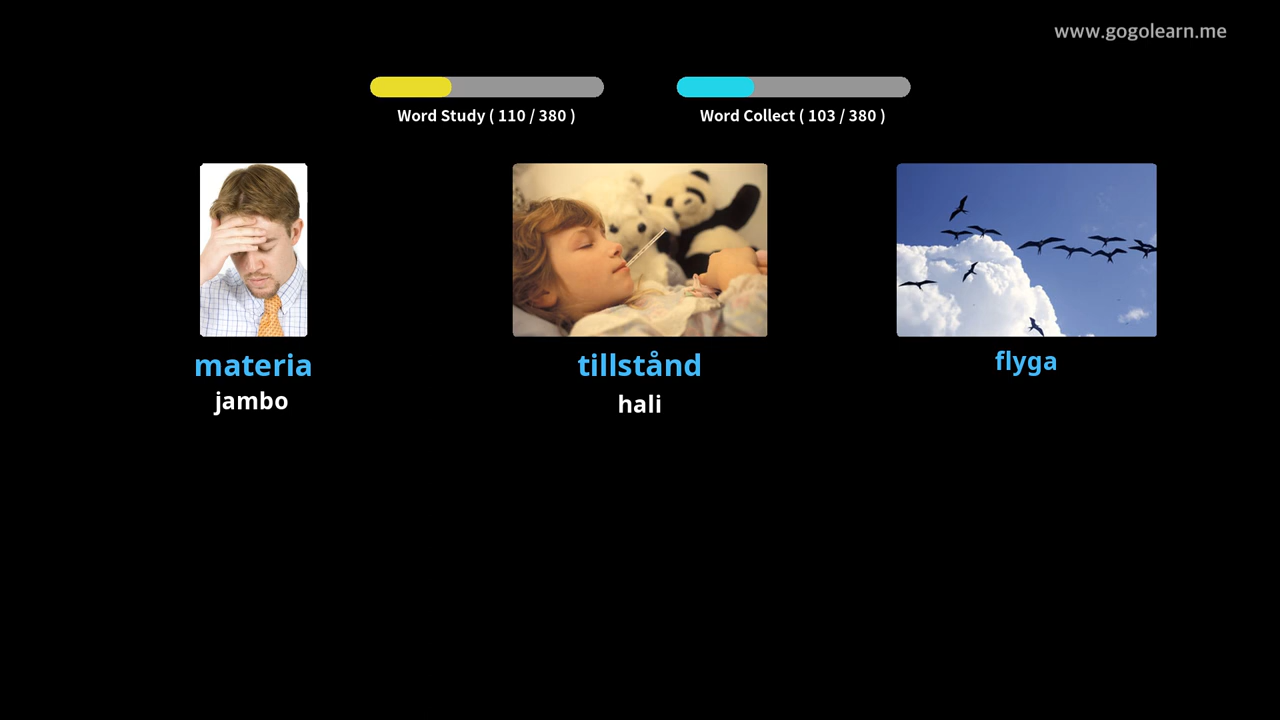 www.gogolearn.me
Word Study ( 110 / 380 )
Word Collect ( 103 / 380 )
materia
jambo
tillstånd
hali
flyga